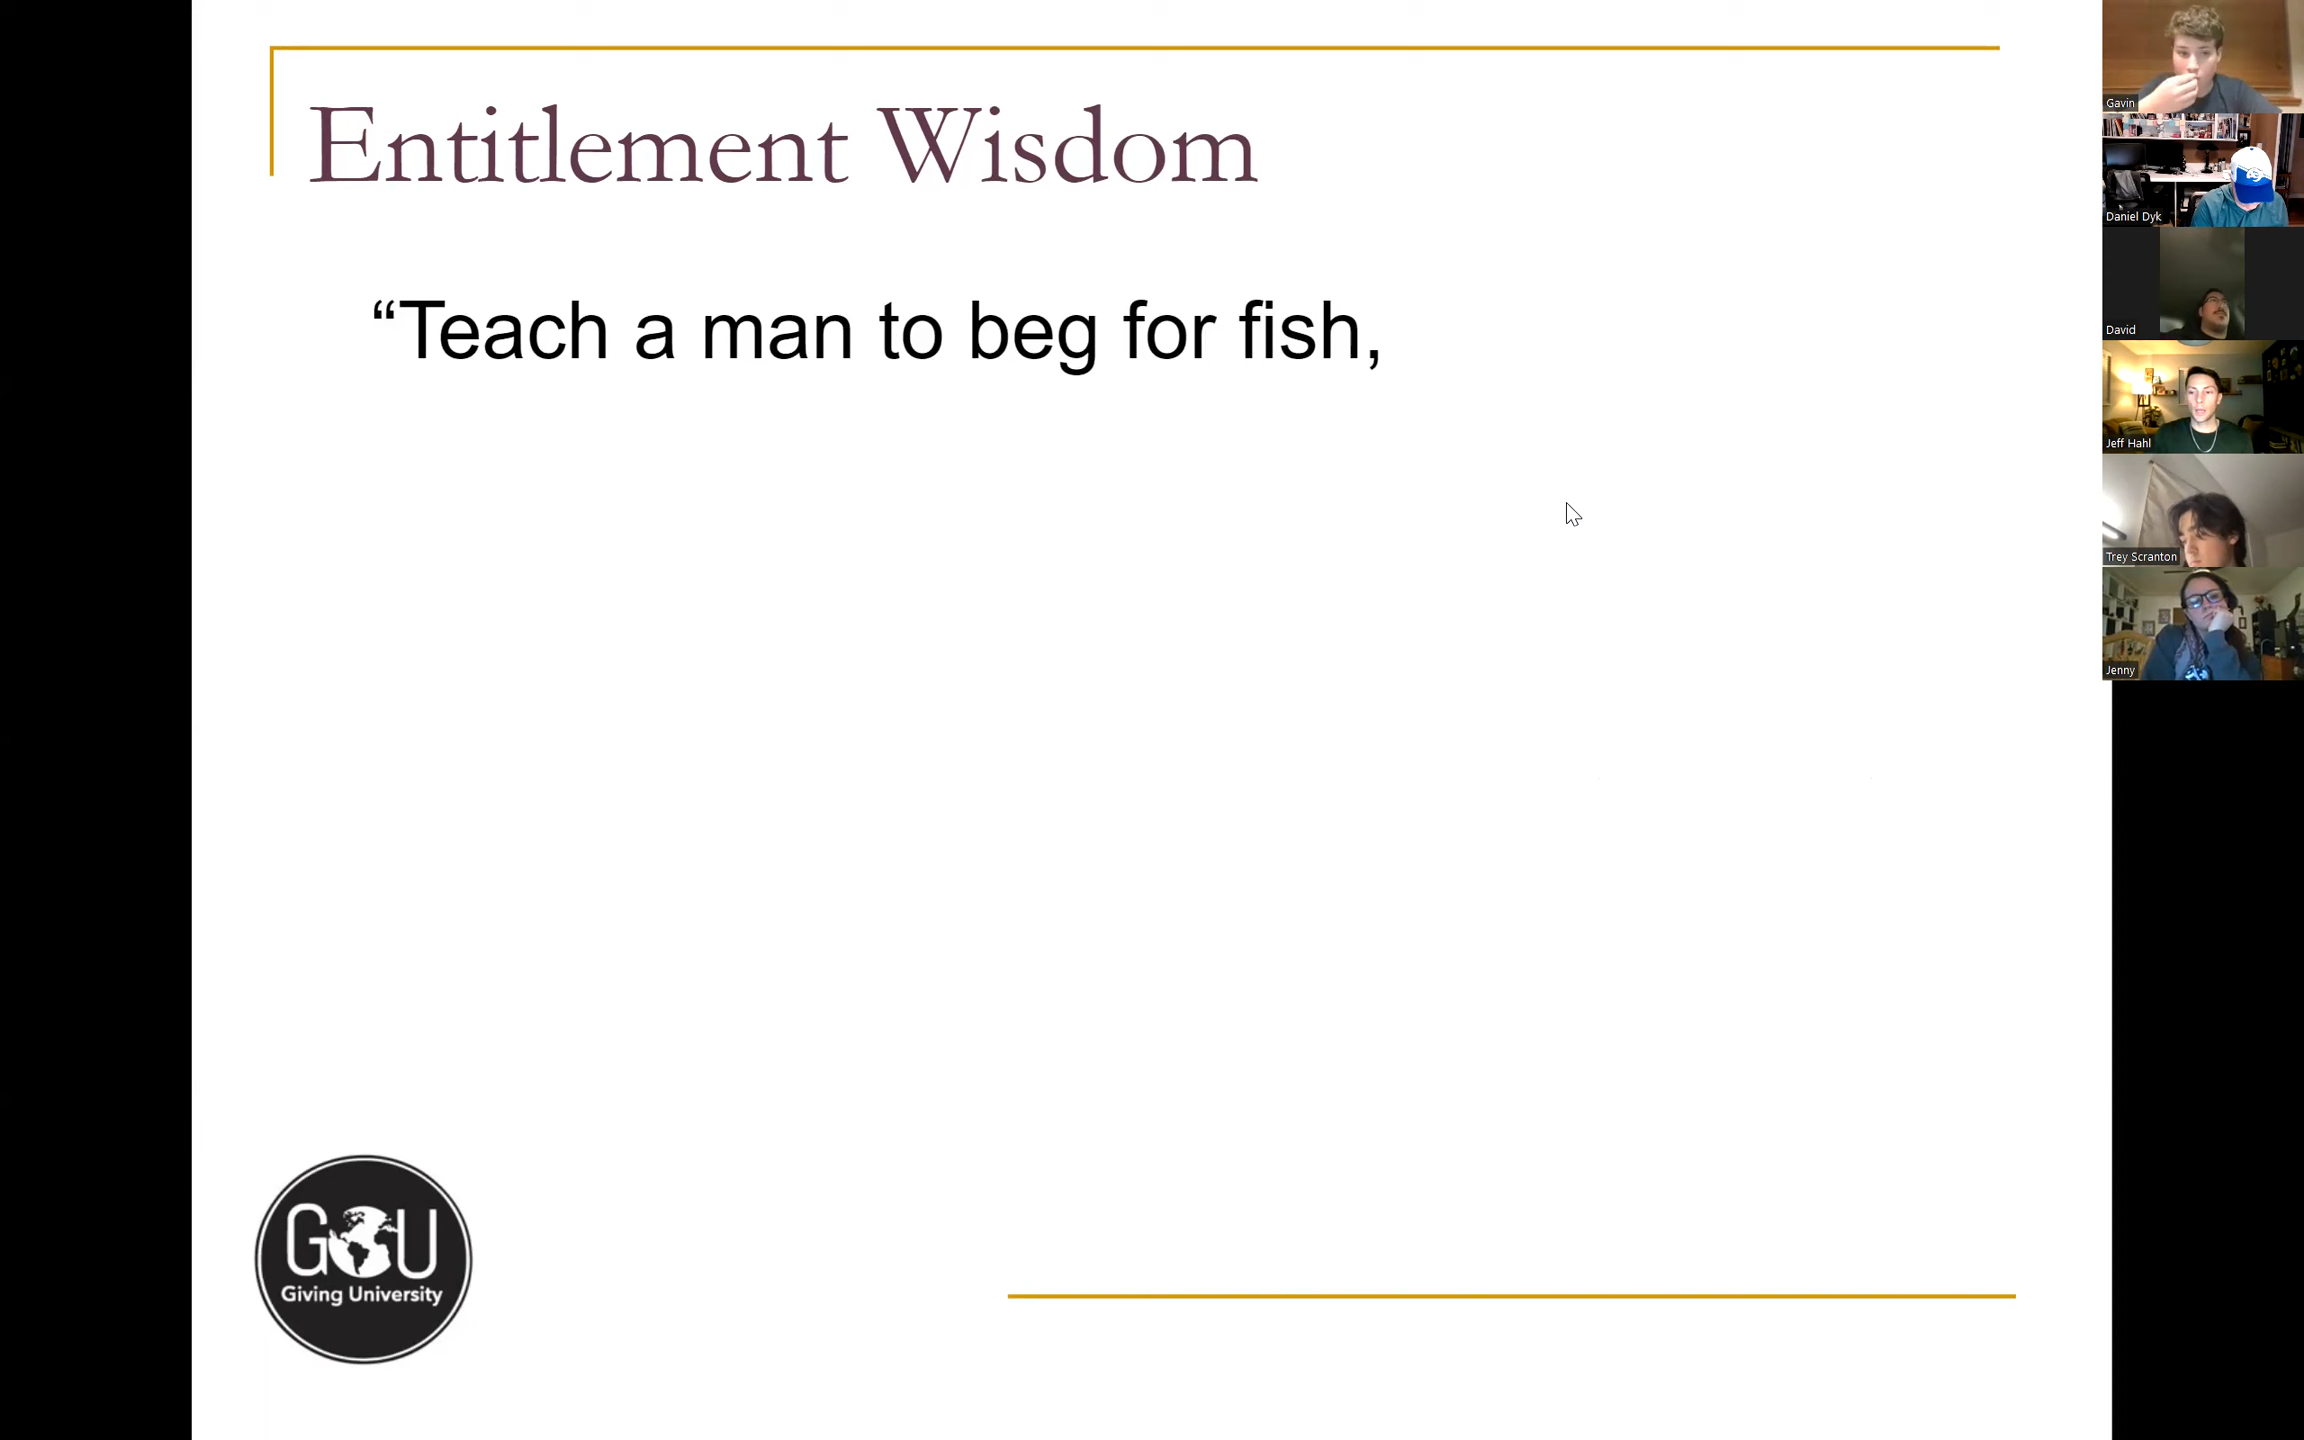 Entitlement Wisdom
“Teach a man to beg for fish,
GU
Giving University
Gavin
Daniel Dyk
David
Jeff Hahl
Trey Scranton
Jenny